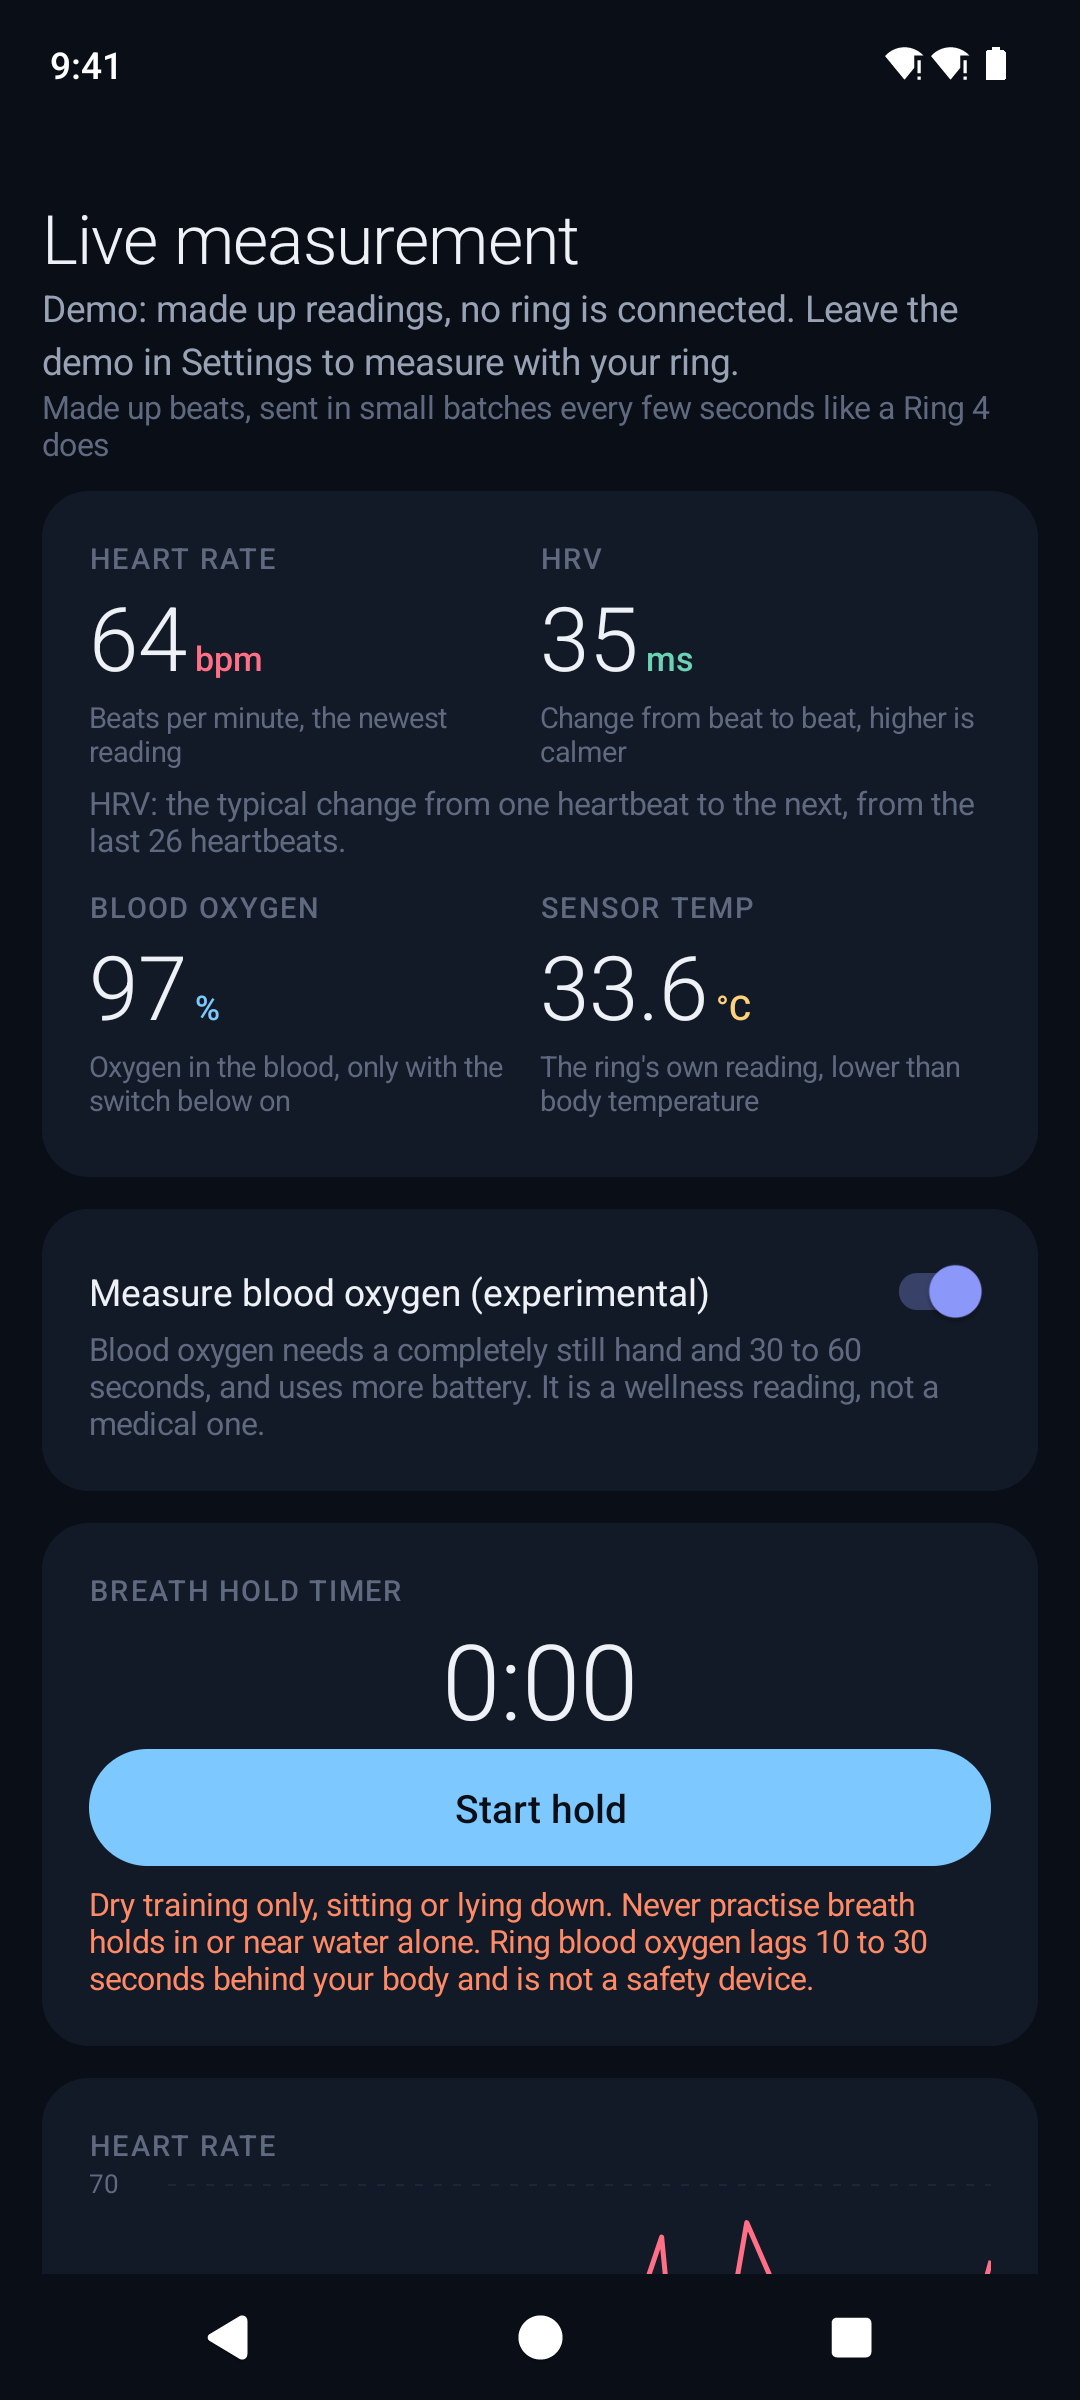 9:41
Live measurement
Demo: made up readings, no ring is connected. Leave the
demo in Settings to measure with your ring.
Made up beats, sent in small batches every few seconds like a Ring 4
does
HEART RATE
64 bpm
Beats per minute, the newest
reading
HRV
35 ms
Change from beat to beat, higher is
calmer
HRV: the typical change from one heartbeat to the next, from the
last 26 heartbeats.
BLOOD OXYGEN
97 %
Oxygen in the blood, only with the
switch below on
SENSOR TEMP
33.6 °C
The ring's own reading, lower than
body temperature
Measure blood oxygen (experimental)
Blood oxygen needs a completely still hand and 30 to 60
seconds, and uses more battery. It is a wellness reading, not a
medical one.
BREATH HOLD TIMER
0:00
Start hold
Dry training only, sitting or lying down. Never practise breath
holds in or near water alone. Ring blood oxygen lags 10 to 30
seconds behind your body and is not a safety device.
HEART RATE
70